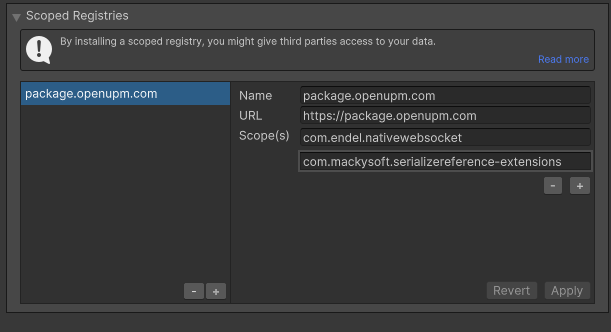 Scoped Registries
By installing a scoped registry, you might give third parties access to your data.
Read more
package.openupm.com
Name package.openupm.com
URL https://package.openupm.com
Scope(s) com.endel.nativewebsocket
com.mackysoft.serializereference-extensions
- +
- +
Revert Apply